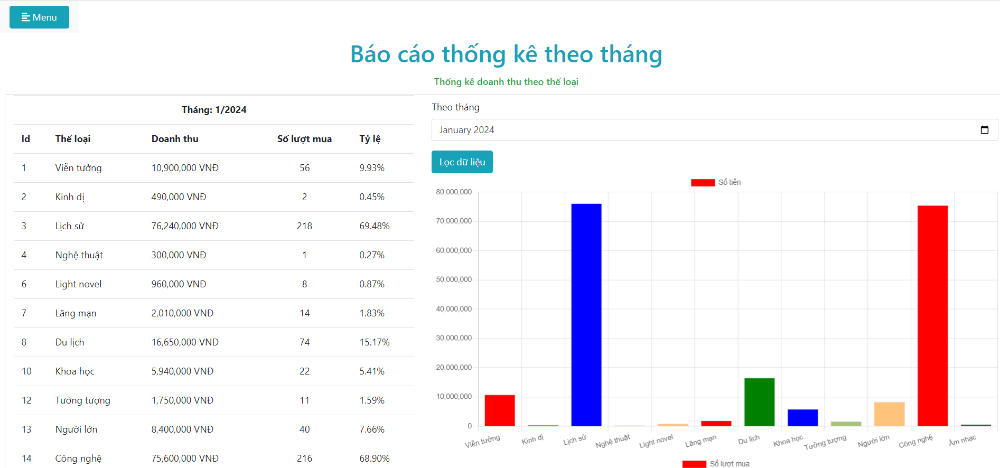 Menu
Báo cáo thống kê theo tháng
Thống kê doanh thu theo thể loại
Tháng: 1/2024
Id Thể loại Doanh thu Số lượt mua Tỷ lệ
1 Viễn tưởng 10,900,000 VNĐ 56 9.93%
2 Kinh dị 490,000 VNĐ 2 0.45%
3 Lịch sử 76,240,000 VNĐ 218 69.48%
4 Nghệ thuật 300,000 VNĐ 1 0.27%
6 Light novel 960,000 VNĐ 8 0.87%
7 Lãng mạn 2,010,000 VNĐ 14 1.83%
8 Du lịch 16,650,000 VNĐ 74 15.17%
10 Khoa học 5,940,000 VNĐ 22 5.41%
12 Tưởng tượng 1,750,000 VNĐ 11 1.59%
13 Người lớn 8,400,000 VNĐ 40 7.66%
14 Công nghệ 75,600,000 VNĐ 216 68.90%
Theo tháng
January 2024
Lọc dữ liệu
Số tiền
80,000,000
70,000,000
60,000,000
50,000,000
40,000,000
30,000,000
20,000,000
10,000,000
0
Viễn tưởng Kinh dị Lịch sử Nghệ thuật Light novel Lãng mạn Du lịch Khoa học Tưởng tượng Người lớn Công nghệ Âm nhạc
Số lượt mua